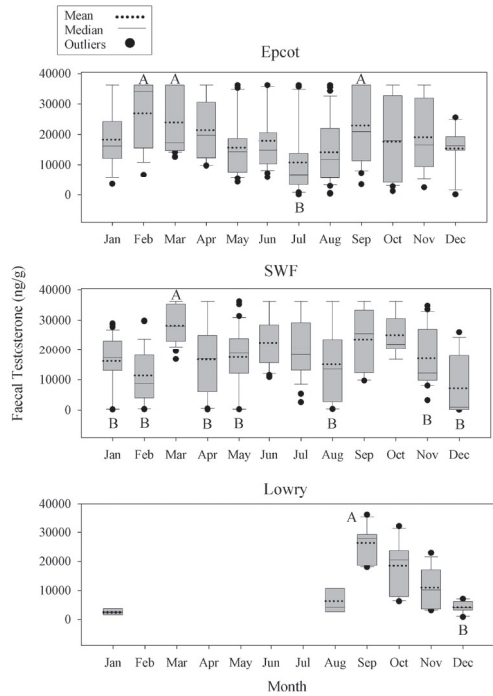 Mean
Median
Outliers
Epcot
40000
30000
20000
10000
0
A A A
B
Jan Feb Mar Apr May Jun Jul Aug Sep Oct Nov Dec
Faecal Testesterone (ng/g)
SWF
40000
30000
20000
10000
0
A
B B B B B B B
Jan Feb Mar Apr May Jun Jul Aug Sep Oct Nov Dec
Lowry
40000
30000
20000
10000
0
A
B
Jan Feb Mar Apr May Jun Jul Aug Sep Oct Nov Dec
Month